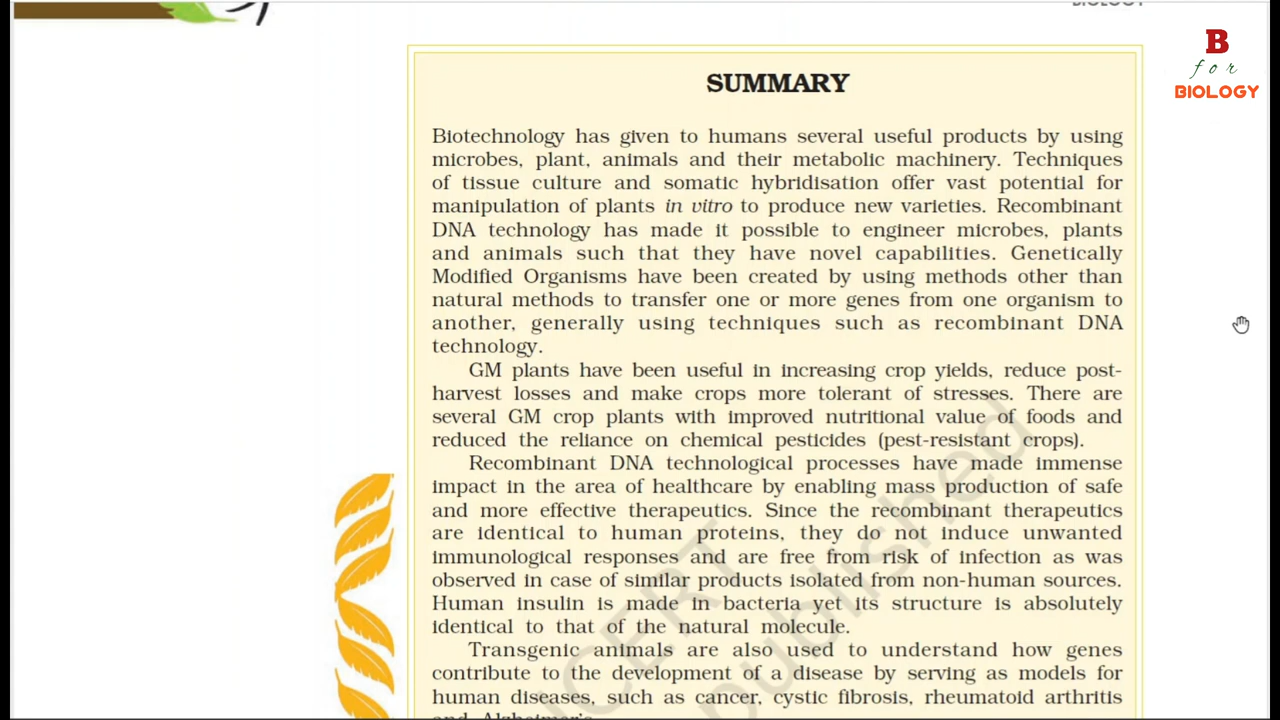 BIOLOGY
B
for
BIOLOGY
SUMMARY
Biotechnology has given to humans several useful products by using
microbes, plant, animals and their metabolic machinery. Techniques
of tissue culture and somatic hybridisation offer vast potential for
manipulation of plants in vitro to produce new varieties. Recombinant
DNA technology has made it possible to engineer microbes, plants
and animals such that they have novel capabilities. Genetically
Modified Organisms have been created by using methods other than
natural methods to transfer one or more genes from one organism to
another, generally using techniques such as recombinant DNA
technology.
GM plants have been useful in increasing crop yields, reduce post-
harvest losses and make crops more tolerant of stresses. There are
several GM crop plants with improved nutritional value of foods and
reduced the reliance on chemical pesticides (pest-resistant crops).
Recombinant DNA technological processes have made immense
impact in the area of healthcare by enabling mass production of safe
and more effective therapeutics. Since the recombinant therapeutics
are identical to human proteins, they do not induce unwanted
immunological responses and are free from risk of infection as was
observed in case of similar products isolated from non-human sources.
Human insulin is made in bacteria yet its structure is absolutely
identical to that of the natural molecule.
Transgenic animals are also used to understand how genes
contribute to the development of a disease by serving as models for
human diseases, such as cancer, cystic fibrosis, rheumatoid arthritis
and Alzheimer's
NCERT
published